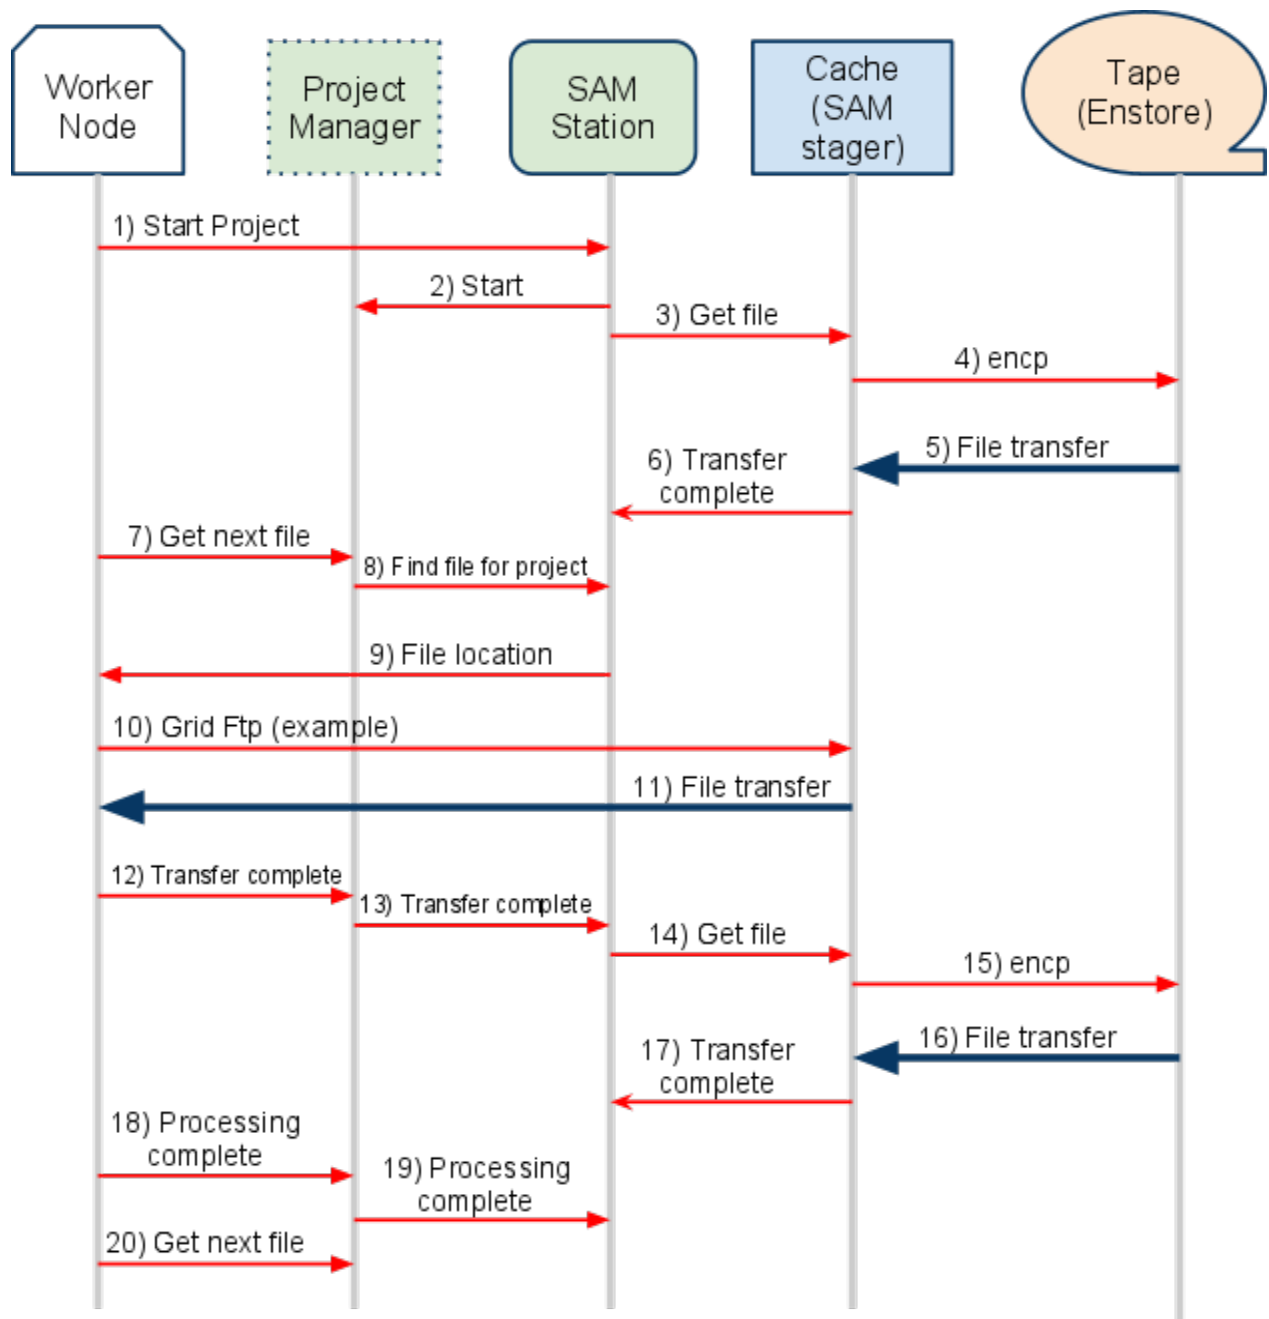 Worker
Node
Project
Manager
SAM
Station
Cache
(SAM
stager)
Tape
(Enstore)
1) Start Project
2) Start
3) Get file
4) encp
5) File transfer
6) Transfer
complete
7) Get next file
8) Find file for project
9) File location
10) Grid Ftp (example)
11) File transfer
12) Transfer complete
13) Transfer complete
14) Get file
15) encp
16) File transfer
17) Transfer
complete
18) Processing
complete
19) Processing
complete
20) Get next file